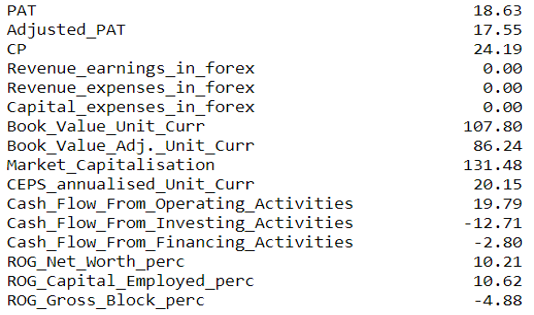 PAT 18.63
Adjusted_PAT 17.55
CP 24.19
Revenue_earnings_in_forex 0.00
Revenue_expenses_in_forex 0.00
Capital_expenses_in_forex 0.00
Book_Value_Unit_Curr 107.80
Book_Value_Adj._Unit_Curr 86.24
Market_Capitalisation 131.48
CEPS_annualised_Unit_Curr 20.15
Cash_Flow_From_Operating_Activities 19.79
Cash_Flow_From_Investing_Activities -12.71
Cash_Flow_From_Financing_Activities -2.80
ROG_Net_Worth_perc 10.21
ROG_Capital_Employed_perc 10.62
ROG_Gross_Block_perc -4.88